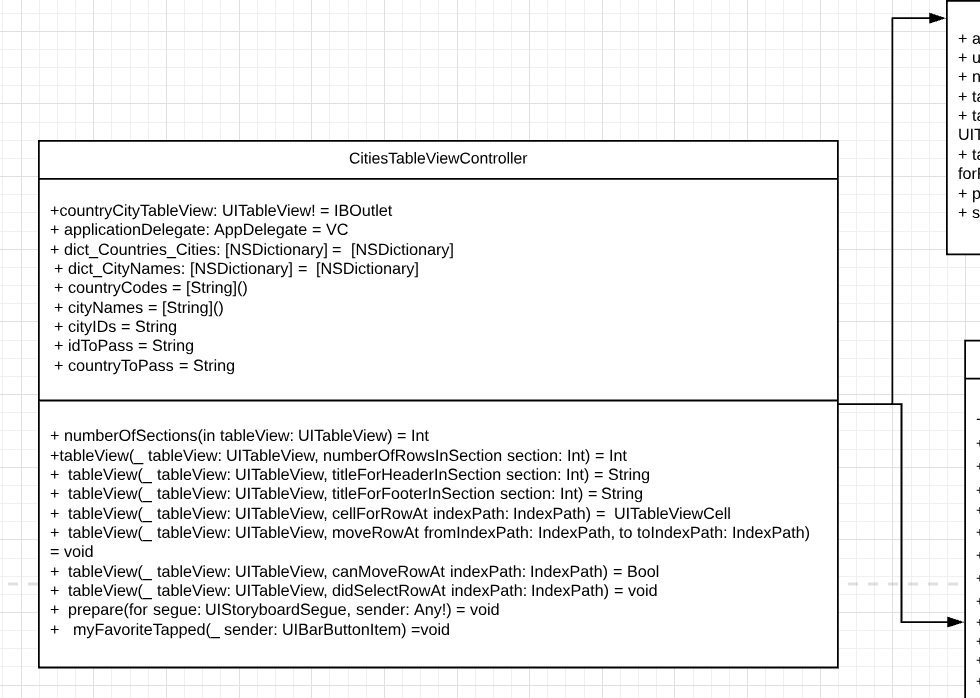 CitiesTableViewController
+countryCityTableView: UITableView! = IBOutlet
+ applicationDelegate: AppDelegate = VC
+ dict_Countries_Cities: [NSDictionary] =  [NSDictionary]
+ dict_CityNames: [NSDictionary] =  [NSDictionary]
+ countryCodes = [String]()
+ cityNames = [String]()
+ cityIDs = String
+ idToPass = String
+ countryToPass = String
+ numberOfSections(in tableView: UITableView) = Int
+tableView(_ tableView: UITableView, numberOfRowsInSection section: Int) = Int
+  tableView(_ tableView: UITableView, titleForHeaderInSection section: Int) = String
+  tableView(_ tableView: UITableView, titleForFooterInSection section: Int) = String
+  tableView(_ tableView: UITableView, cellForRowAt indexPath: IndexPath) =  UITableViewCell
+  tableView(_ tableView: UITableView, moveRowAt fromIndexPath: IndexPath, to toIndexPath: IndexPath)
= void
+  tableView(_ tableView: UITableView, canMoveRowAt indexPath: IndexPath) = Bool
+  tableView(_ tableView: UITableView, didSelectRowAt indexPath: IndexPath) = void
+  prepare(for segue: UIStoryboardSegue, sender: Any!) = void
+   myFavoriteTapped(_ sender: UIBarButtonItem) =void
+ a
+ u
+ n
+ ta
+ ta
UIT
+ ta
+ p
+ s